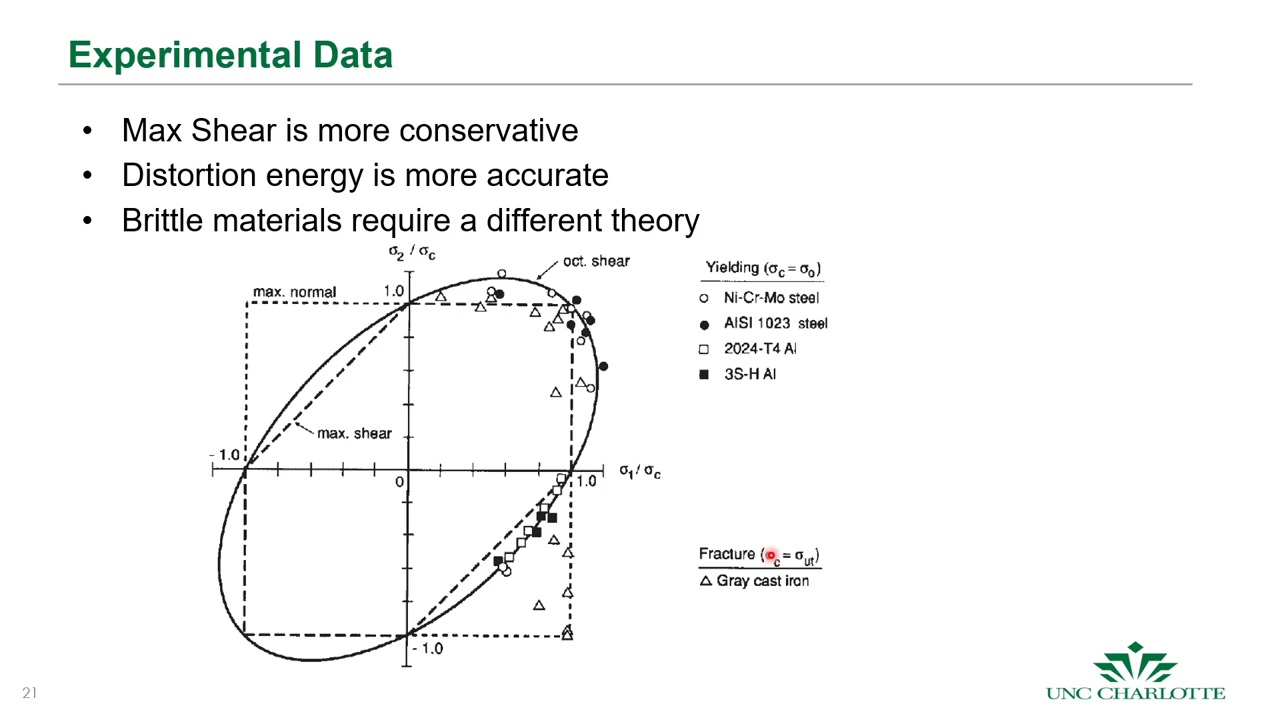 Experimental Data
• Max Shear is more conservative
• Distortion energy is more accurate
• Brittle materials require a different theory
σ2 / σc
oct. shear
max. normal
1.0
max. shear
- 1.0
0
1.0
σ1 / σc
- 1.0
Yielding (σc = σo)
Ni-Cr-Mo steel
AISI 1023 steel
2024-T4 Al
3S-H Al
Fracture (σc = σut)
Gray cast iron
21
UNC CHARLOTTE